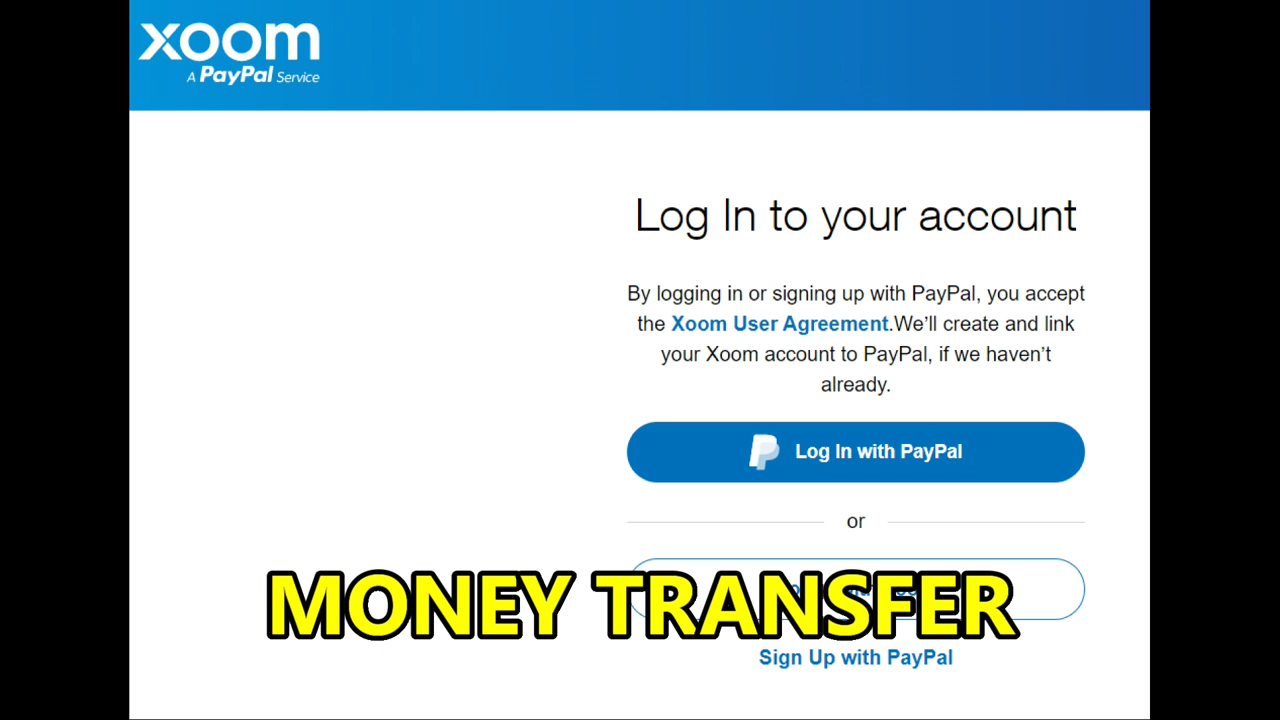 xoom
A PayPal Service
Log In to your account
By logging in or signing up with PayPal, you accept
the Xoom User Agreement.We’ll create and link
your Xoom account to PayPal, if we haven’t
already.
Log In with PayPal
or
MONEY TRANSFER
Sign Up with PayPal